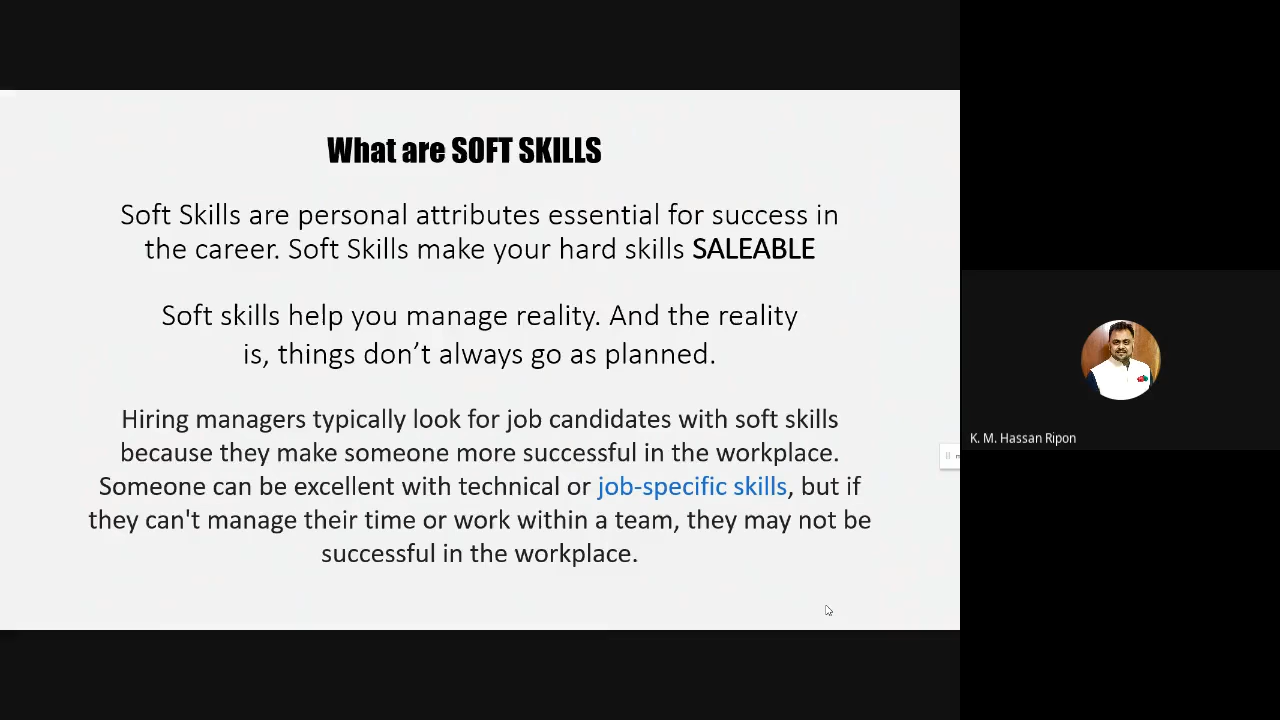 What are SOFT SKILLS
Soft Skills are personal attributes essential for success in
the career. Soft Skills make your hard skills SALEABLE
Soft skills help you manage reality. And the reality
is, things don’t always go as planned.
Hiring managers typically look for job candidates with soft skills
because they make someone more successful in the workplace.
Someone can be excellent with technical or job-specific skills, but if
they can't manage their time or work within a team, they may not be
successful in the workplace.
K. M. Hassan Ripon